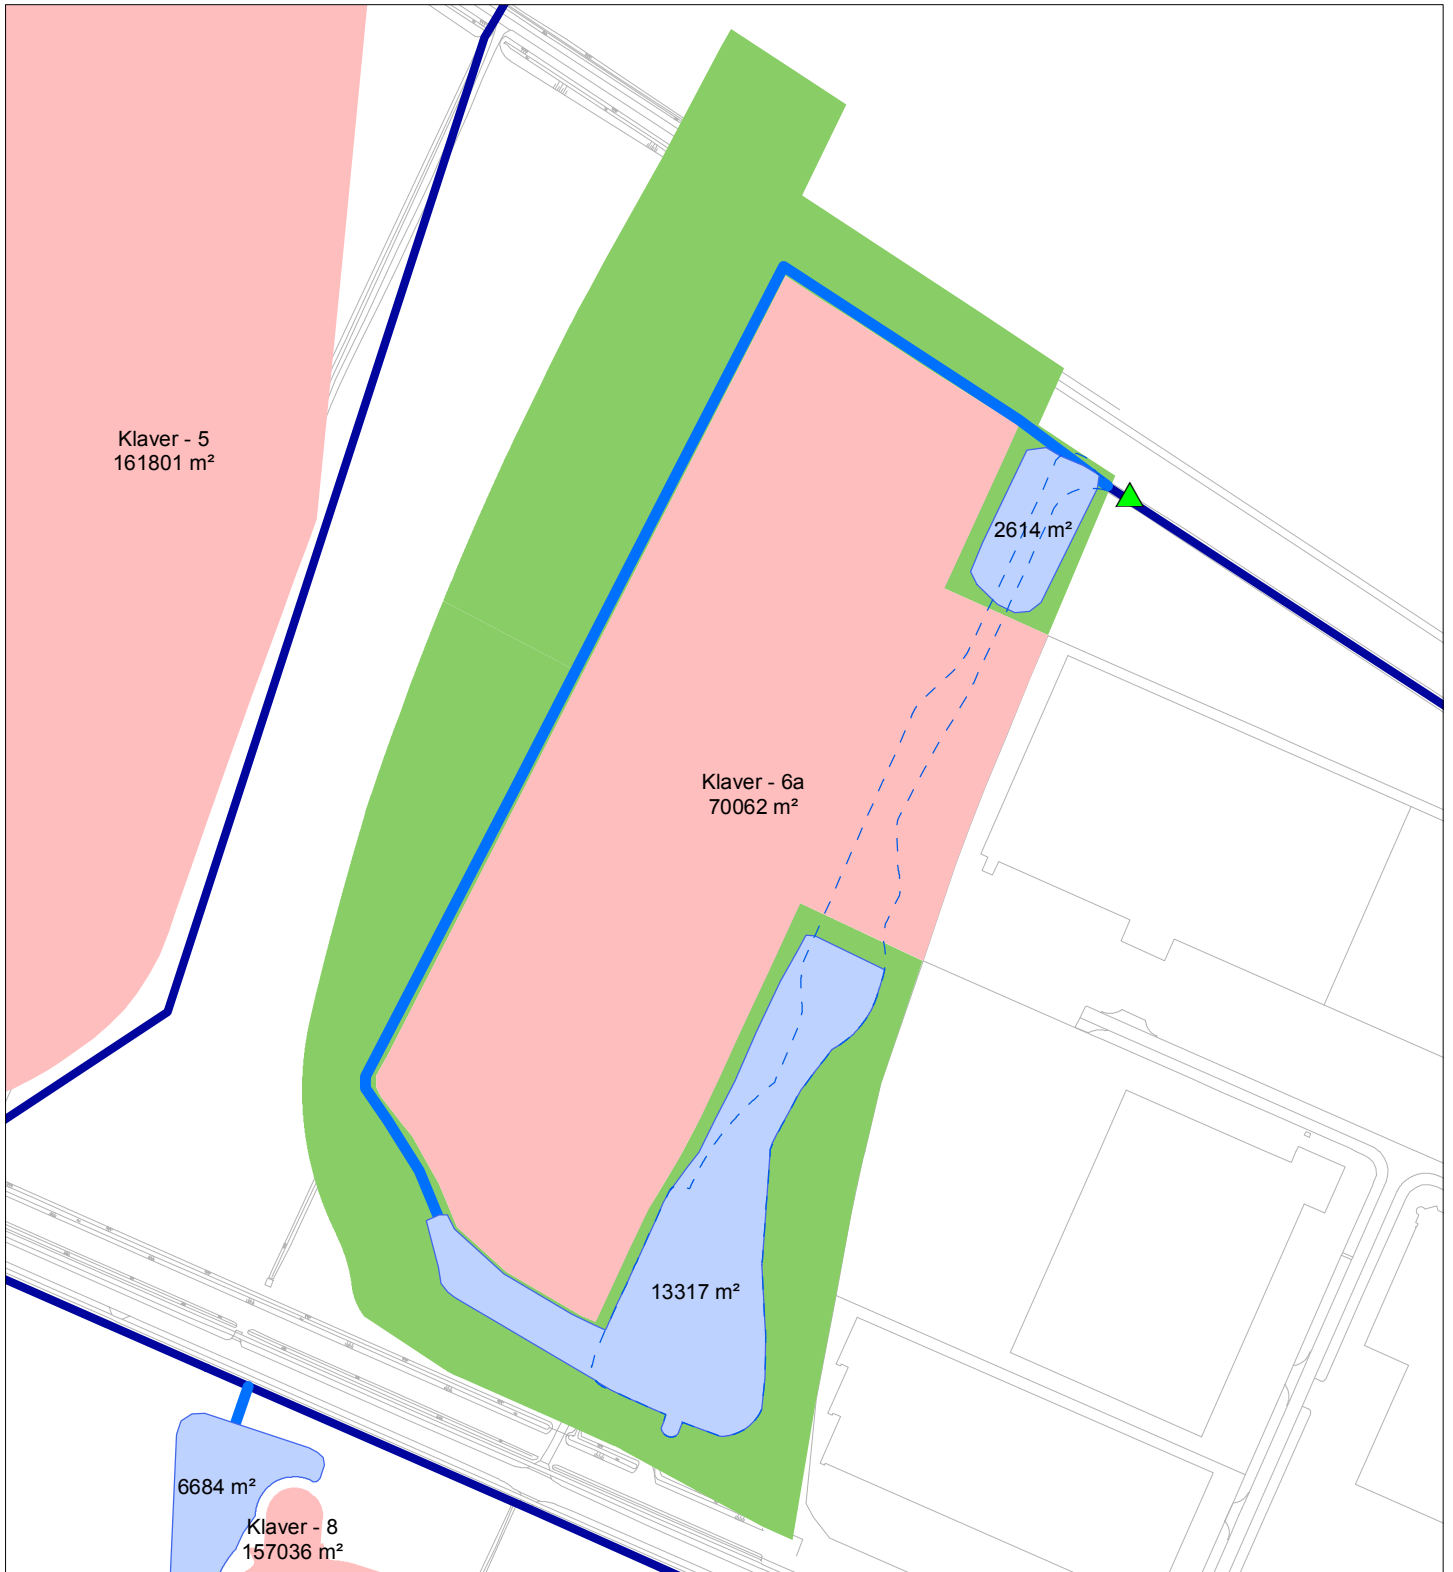 Klaver - 5
161801 m²
2614 m²
Klaver - 6a
70062 m²
13317 m²
6684 m²
Klaver - 8
157036 m²